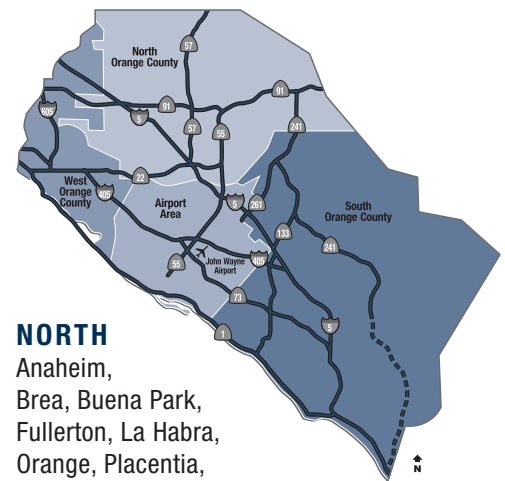 57
North
Orange County
91
91
5
605
57
55
241
22
West
Orange
County
405
Airport
Area
5
261
South
Orange County
133
241
John Wayne
Airport
405
55
73
5
1
NORTH
Anaheim,
Brea, Buena Park,
Fullerton, La Habra,
Orange, Placentia,
N